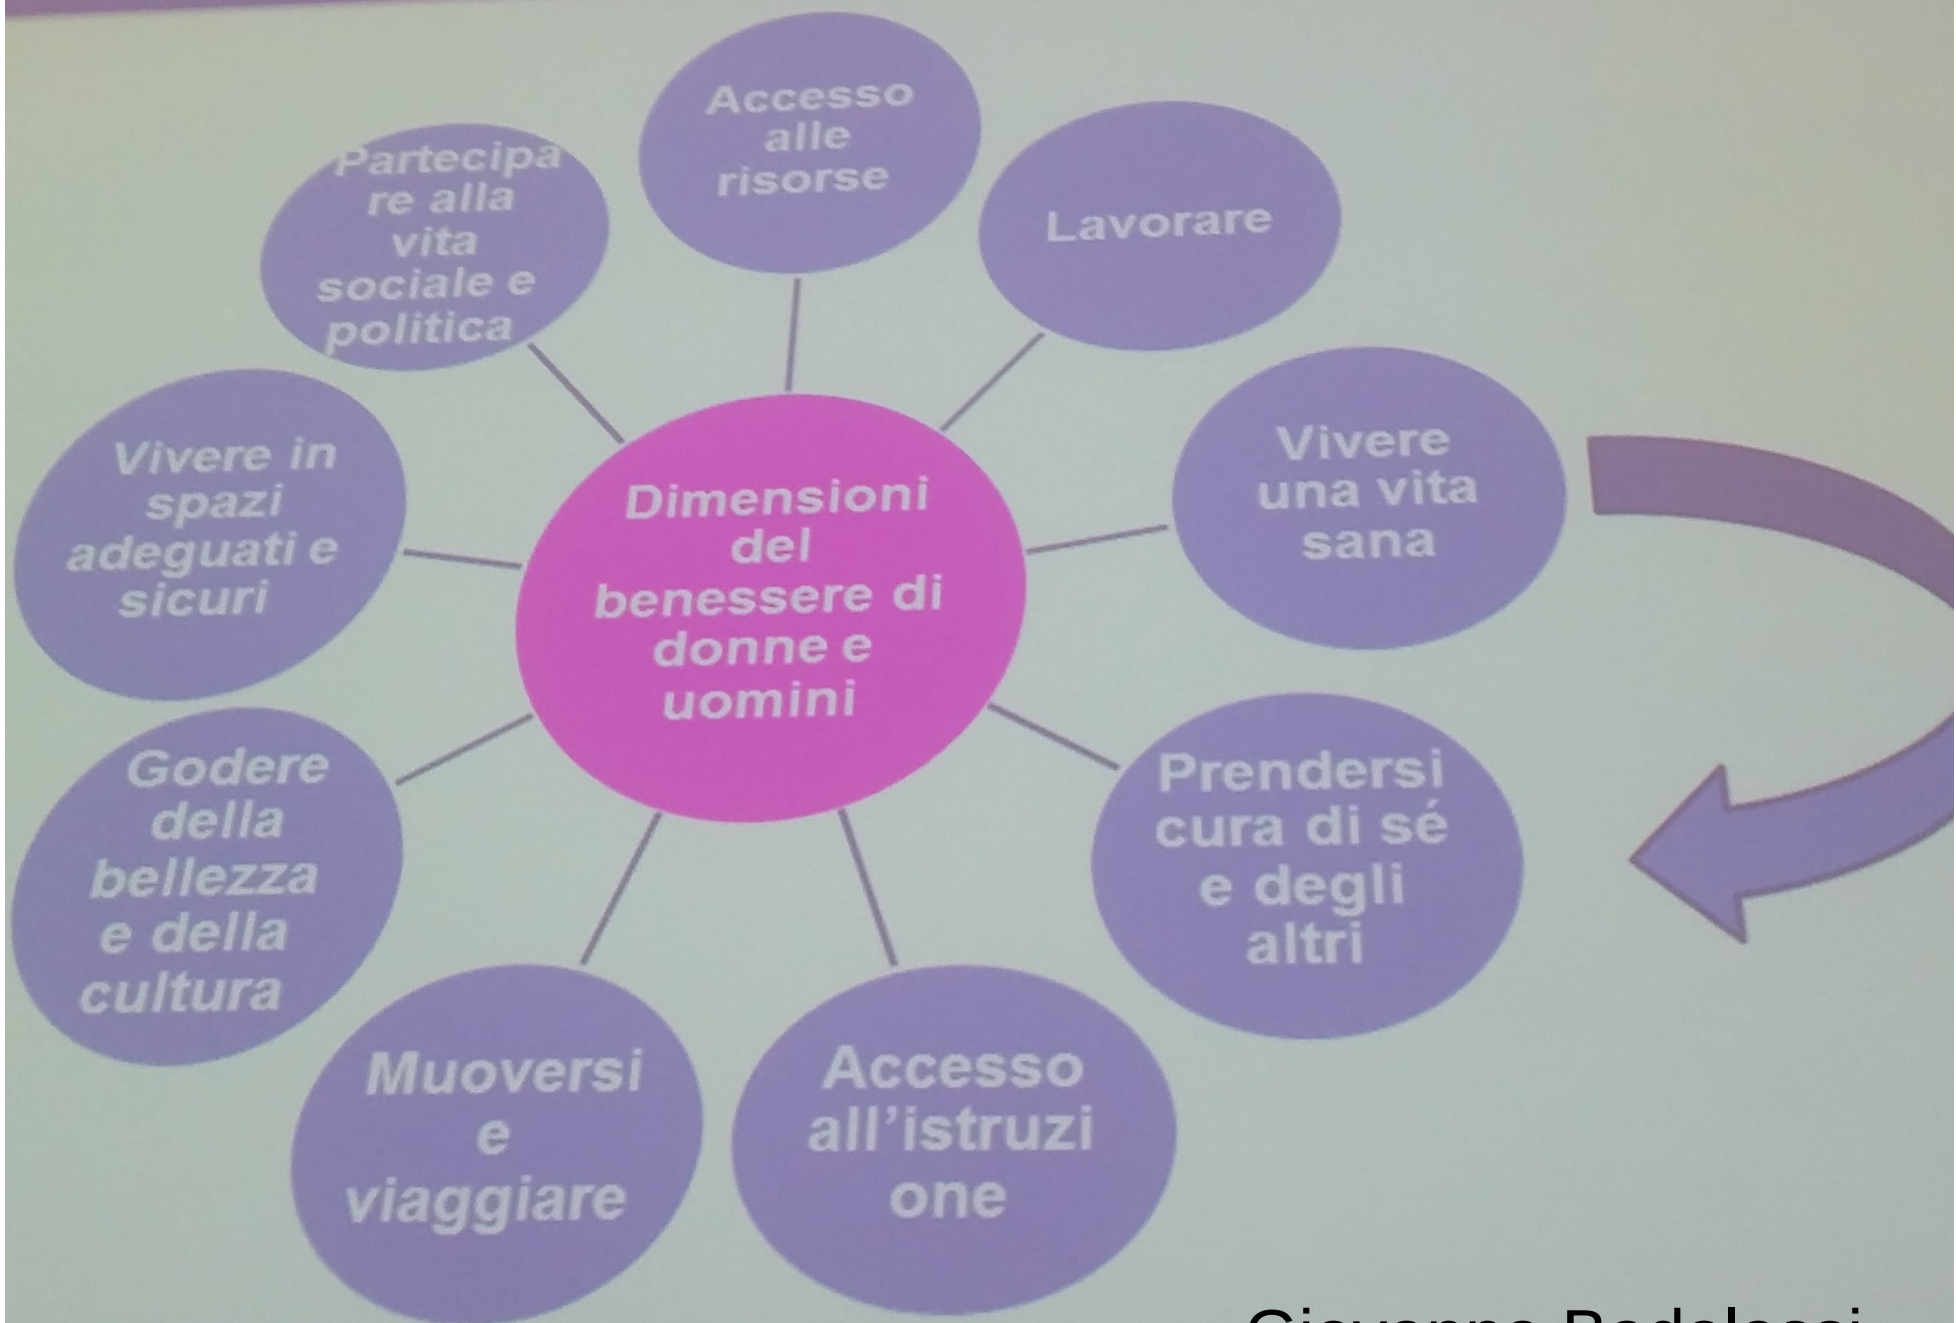 Accesso
alle
risorse
Lavorare
Vivere
una vita
sana
Prendersi
cura di sé
e degli
altri
Accesso
all’istruzi
one
Muoversi
e
viaggiare
Godere
della
bellezza
e della
cultura
Vivere in
spazi
adeguati e
sicuri
Partecipa
re alla
vita
sociale e
politica
Dimensioni
del
benessere di
donne e
uomini